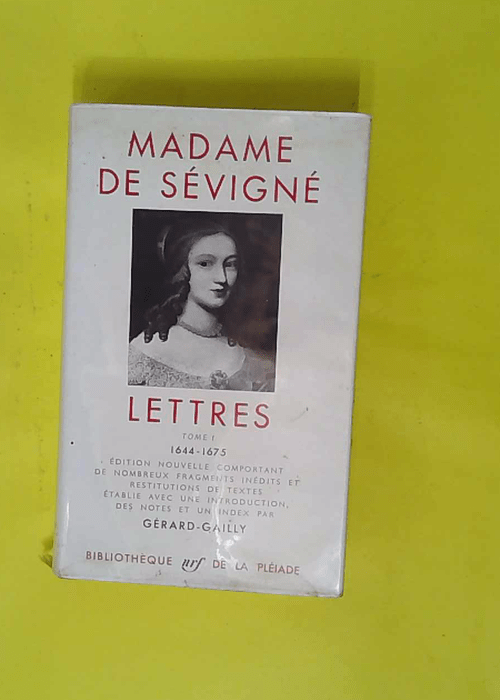 MADAME
DE SÉVIGNÉ
LETTRES
TOME I
1644-1675
ÉDITION NOUVELLE COMPORTANT
DE NOMBREUX FRAGMENTS INÉDITS ET
RESTITUTIONS DE TEXTES
ÉTABLIE AVEC UNE INTRODUCTION,
DES NOTES ET UN INDEX PAR
GÉRARD-GAILLY
BIBLIOTHÈQUE nrf DE LA PLÉIADE